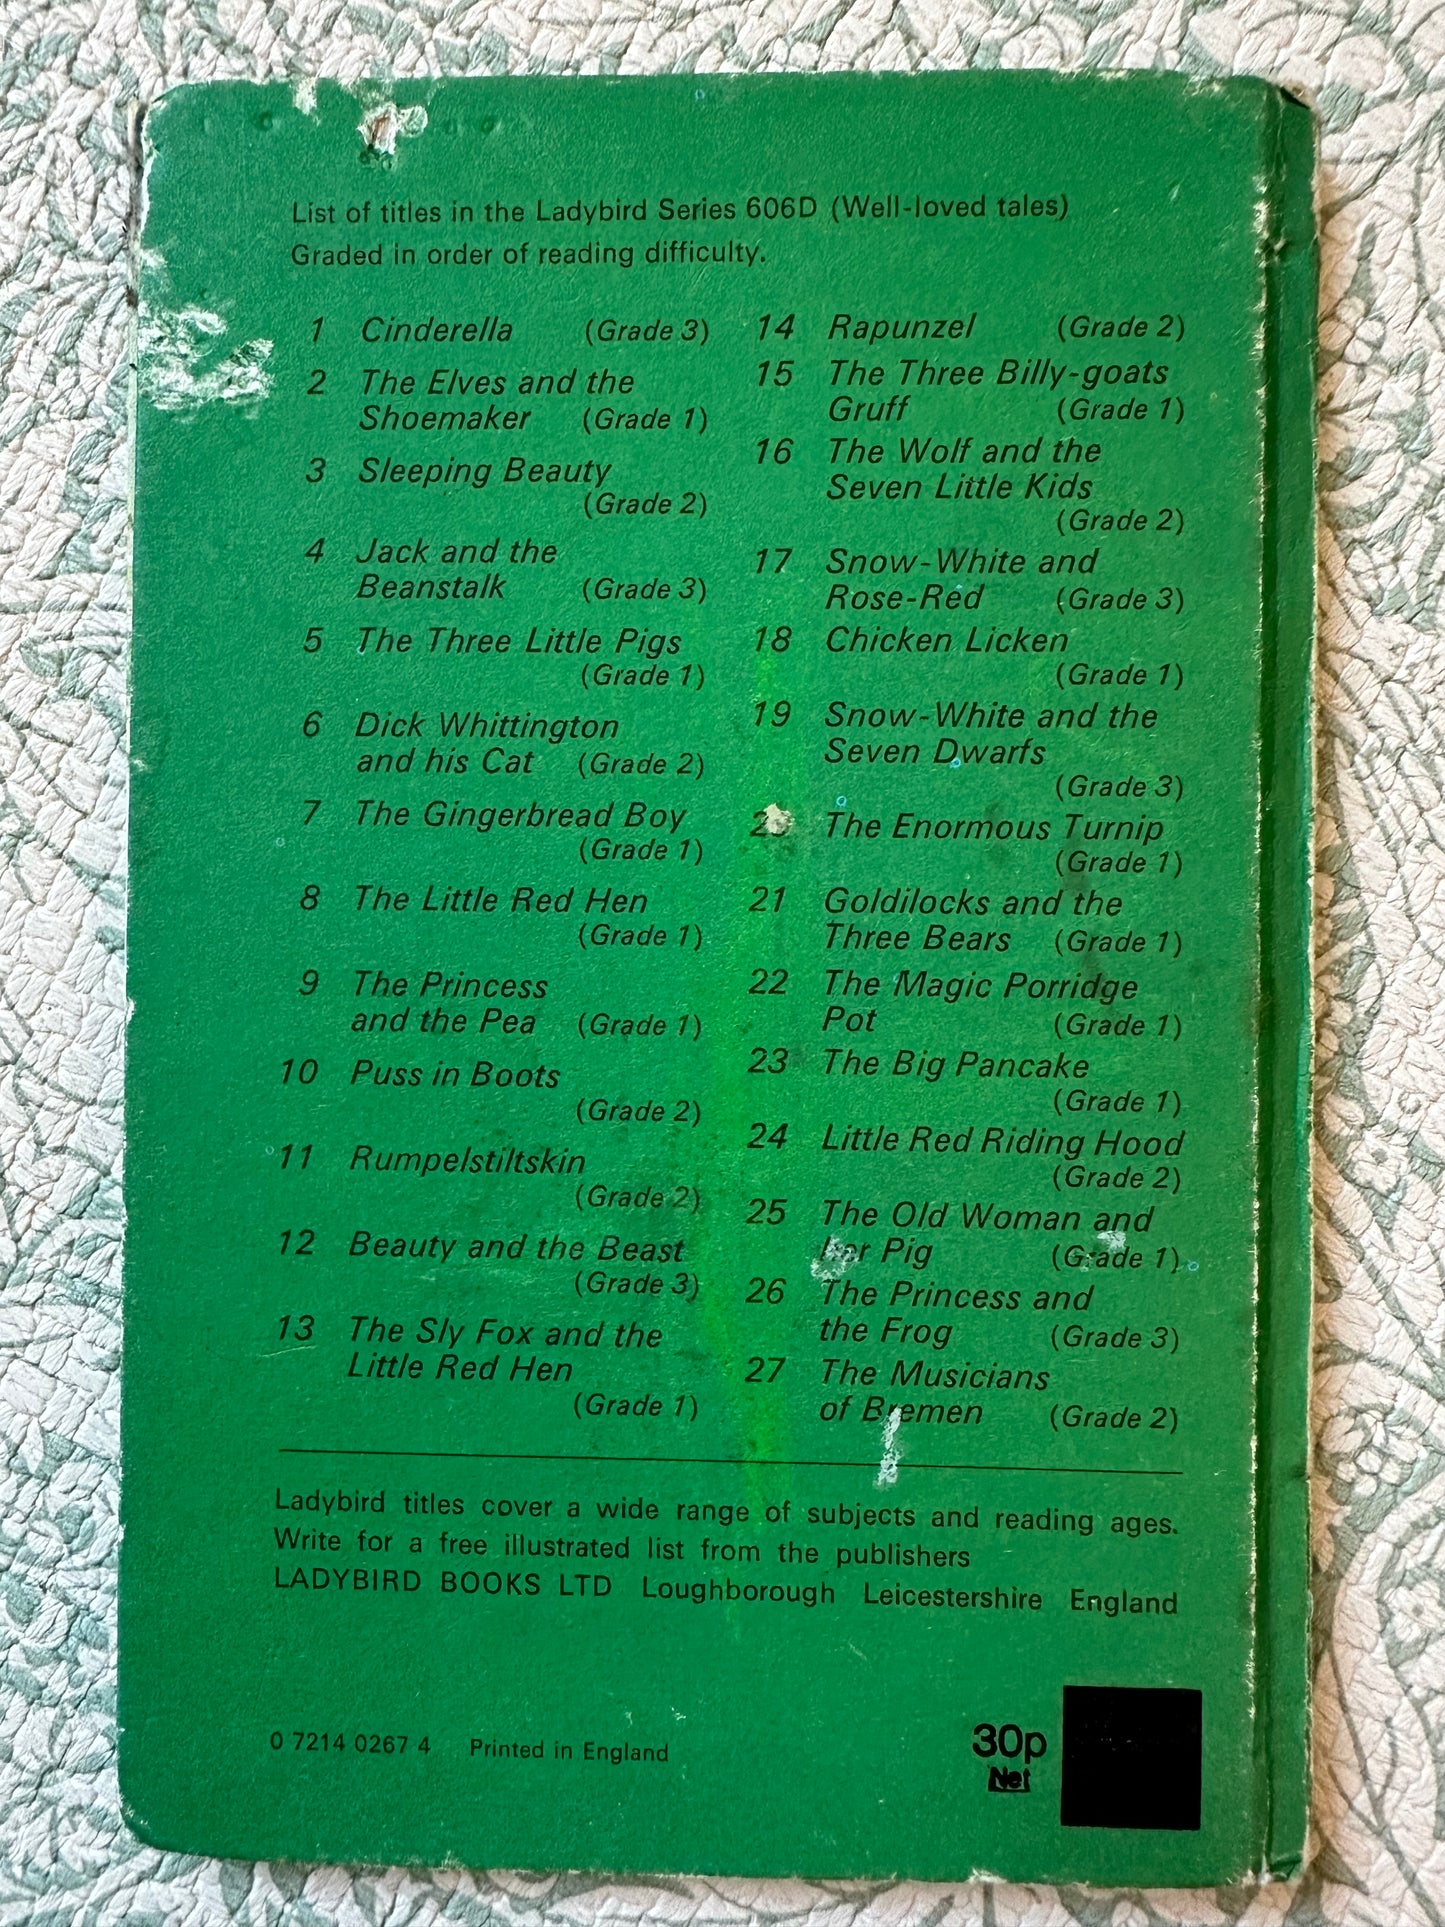 List of titles in the Ladybird Series 606D (Well-loved tales)
Graded in order of reading difficulty.
1 Cinderella (Grade 3)
2 The Elves and the
Shoemaker (Grade 1)
3 Sleeping Beauty
(Grade 2)
4 Jack and the
Beanstalk (Grade 3)
5 The Three Little Pigs
(Grade 1)
6 Dick Whittington
and his Cat (Grade 2)
7 The Gingerbread Boy
(Grade 1)
8 The Little Red Hen
(Grade 1)
9 The Princess
and the Pea (Grade 1)
10 Puss in Boots
(Grade 2)
11 Rumpelstiltskin
(Grade 2)
12 Beauty and the Beast
(Grade 3)
13 The Sly Fox and the
Little Red Hen
(Grade 1)
14 Rapunzel (Grade 2)
15 The Three Billy-goats
Gruff (Grade 1)
16 The Wolf and the
Seven Little Kids
(Grade 2)
17 Snow-White and
Rose-Red (Grade 3)
18 Chicken Licken
(Grade 1)
19 Snow-White and the
Seven Dwarfs
(Grade 3)
20 The Enormous Turnip
(Grade 1)
21 Goldilocks and the
Three Bears (Grade 1)
22 The Magic Porridge
Pot (Grade 1)
23 The Big Pancake
(Grade 1)
24 Little Red Riding Hood
(Grade 2)
25 The Old Woman and
her Pig (Grade 1)
26 The Princess and
the Frog (Grade 3)
27 The Musicians
of Bremen (Grade 2)
Ladybird titles cover a wide range of subjects and reading ages.
Write for a free illustrated list from the publishers
LADYBIRD BOOKS LTD Loughborough Leicestershire England
0 7214 0267 4 Printed in England
30p
Net